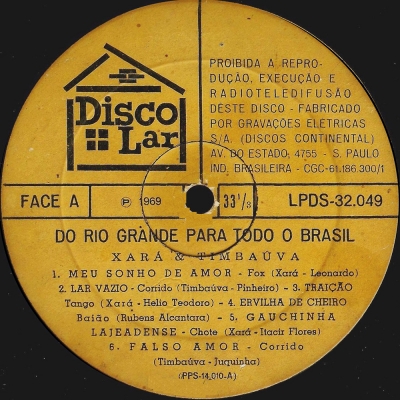 Disco
Lar
PROIBIDA A REPRO-
DUÇÃO, EXECUÇÃO E
RADIOTELEDIFUSÃO
DESTE DISCO - FABRICADO
POR GRAVAÇÕES ELÉTRICAS
S/A. (DISCOS CONTINENTAL)
AV. DO ESTADO, 4755 - S. PAULO
IND. BRASILEIRA - CGC-61.186.300/1
FACE A
Ⓟ 1969
33 1/3
LPDS-32.049
DO RIO GRANDE PARA TODO O BRASIL
XARÁ & TIMBAÚVA
1. MEU SONHO DE AMOR - Fox (Xará - Leonardo)
2. LAR VAZIO - Corrido (Timbaúva - Pinheiro) - 3. TRAIÇÃO
Tango (Xará - Helio Teodoro) - 4. ERVILHA DE CHEIRO
Baião (Rubens Alcantara) - 5. GAUCHINHA
LAJEADENSE - Chote (Xará - Itacir Flores)
6. FALSO AMOR - Corrido
(Timbaúva - Juquinha)
(PPS-14.010-A)